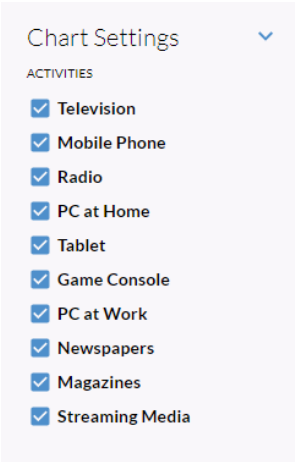 Chart Settings
ACTIVITIES
Television
Mobile Phone
Radio
PC at Home
Tablet
Game Console
PC at Work
Newspapers
Magazines
Streaming Media